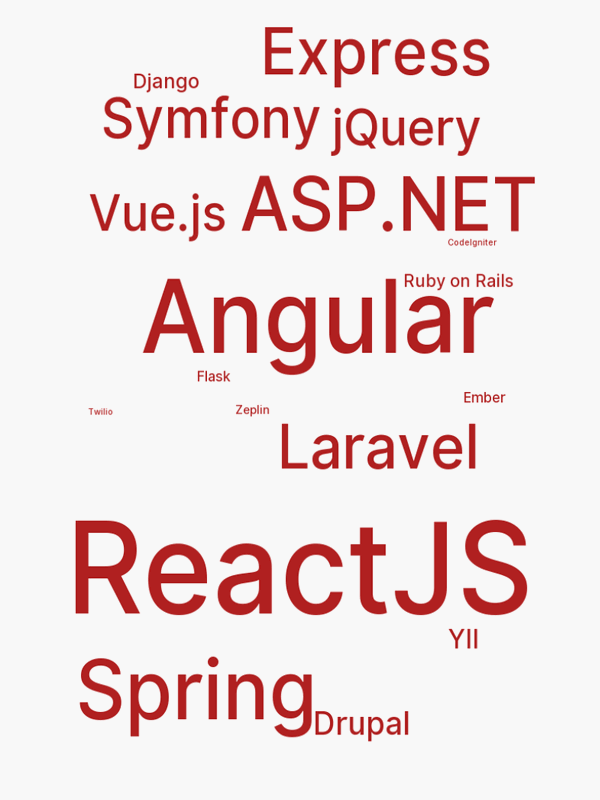 Express
Django
Symfony jQuery
Vue.js ASP.NET
CodeIgniter
Ruby on Rails
Angular
Flask
Ember
Twilio
Zeplin
Laravel
ReactJS
YII
Spring
Drupal